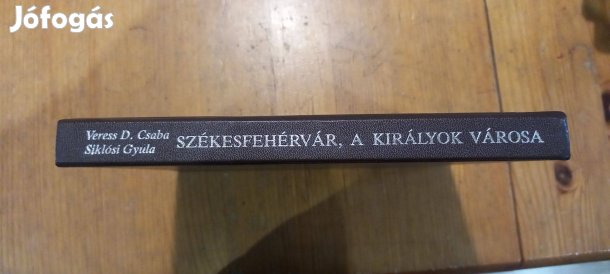 Jófogás
Veress D. Csaba
Siklósi Gyula
SZÉKESFEHÉRVÁR, A KIRÁLYOK VÁROSA